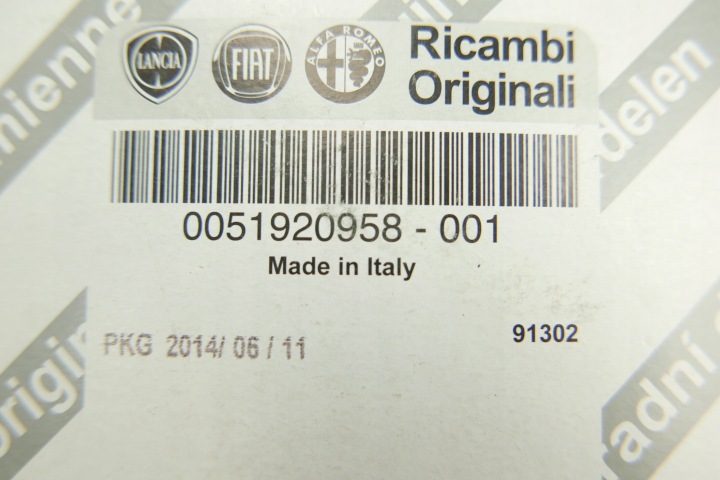 LANCIA
FIAT
ALFA ROMEO
Ricambi
Originali
0051920958 - 001
Made in Italy
PKG 2014/ 06 / 11
91302